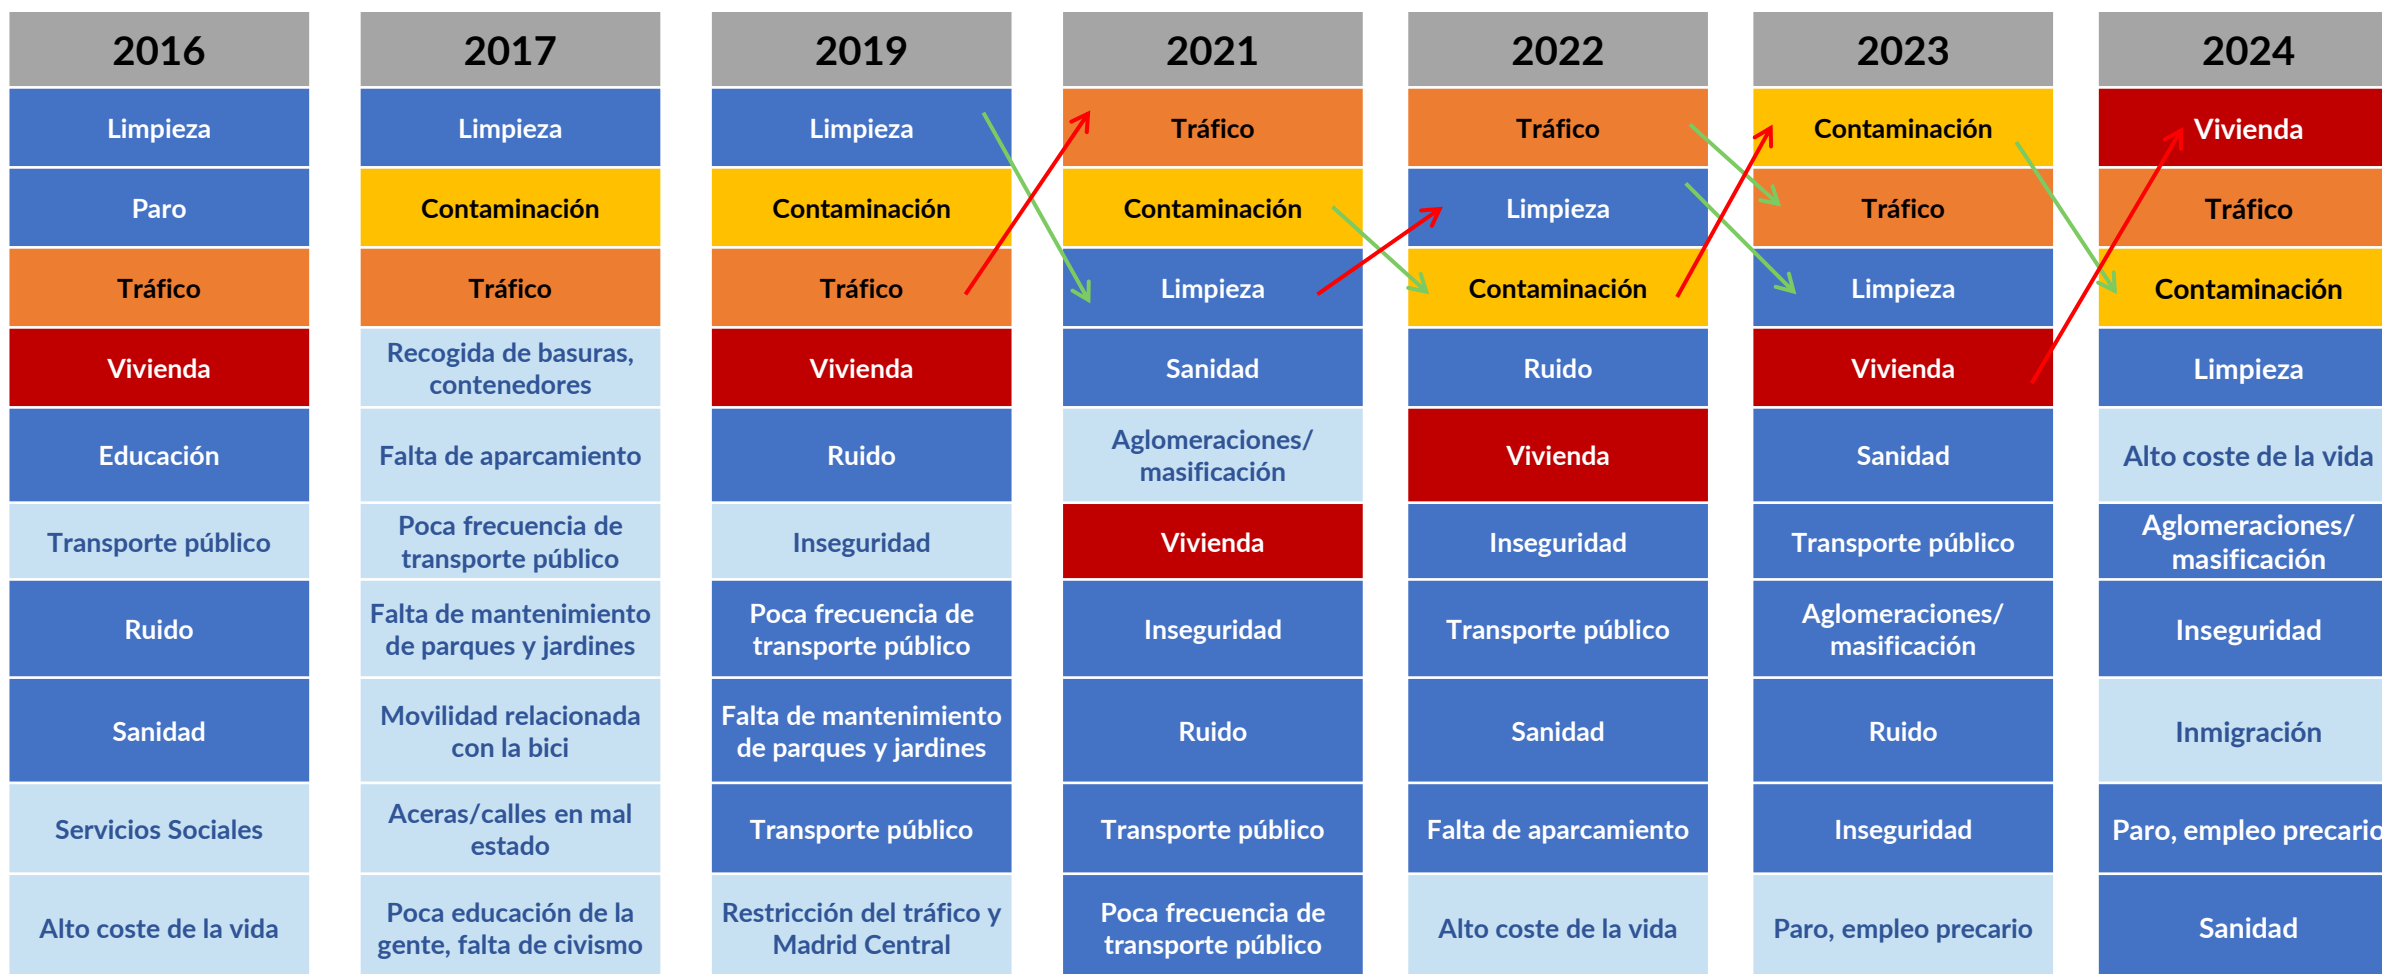 2016
2017
2019
2021
2022
2023
2024
Limpieza
Limpieza
Limpieza
Tráfico
Tráfico
Contaminación
Vivienda
Paro
Contaminación
Contaminación
Contaminación
Limpieza
Tráfico
Tráfico
Tráfico
Tráfico
Tráfico
Limpieza
Contaminación
Limpieza
Contaminación
Vivienda
Recogida de basuras,
contenedores
Vivienda
Sanidad
Ruido
Vivienda
Limpieza
Educación
Falta de aparcamiento
Ruido
Aglomeraciones/
masificación
Vivienda
Sanidad
Alto coste de la vida
Transporte público
Poca frecuencia de
transporte público
Inseguridad
Vivienda
Inseguridad
Transporte público
Aglomeraciones/
masificación
Ruido
Falta de mantenimiento
de parques y jardines
Poca frecuencia de
transporte público
Inseguridad
Transporte público
Aglomeraciones/
masificación
Inseguridad
Sanidad
Movilidad relacionada
con la bici
Falta de mantenimiento
de parques y jardines
Ruido
Sanidad
Ruido
Inmigración
Servicios Sociales
Aceras/calles en mal
estado
Transporte público
Transporte público
Falta de aparcamiento
Inseguridad
Paro, empleo precario
Alto coste de la vida
Poca educación de la
gente, falta de civismo
Restricción del tráfico y
Madrid Central
Poca frecuencia de
transporte público
Alto coste de la vida
Paro, empleo precario
Sanidad